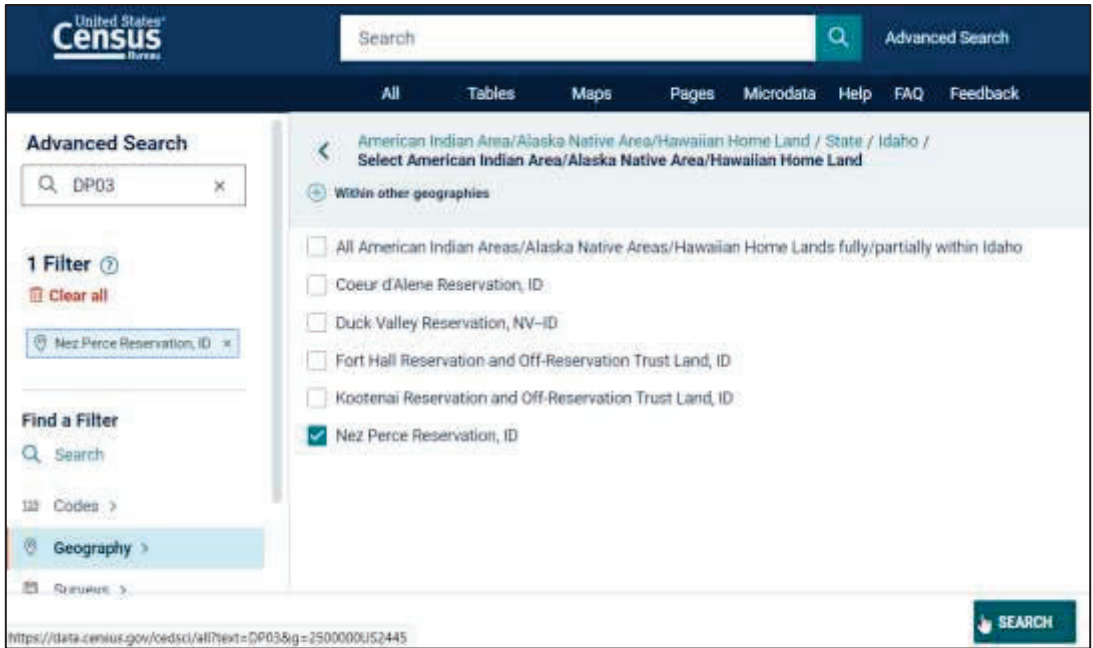 United States®
Census
Bureau
Search
Advanced Search
All Tables Maps Pages Microdata Help FAQ Feedback
Advanced Search
DP03 ×
1 Filter ?
Clear all
Nez Perce Reservation, ID ×
Find a Filter
Search
123 Codes >
Geography >
Surveys >
American Indian Area/Alaska Native Area/Hawaiian Home Land / State / Idaho /
Select American Indian Area/Alaska Native Area/Hawaiian Home Land
Within other geographies
All American Indian Areas/Alaska Native Areas/Hawaiian Home Lands fully/partially within Idaho
Coeur d'Alene Reservation, ID
Duck Valley Reservation, NV--ID
Fort Hall Reservation and Off-Reservation Trust Land, ID
Kootenai Reservation and Off-Reservation Trust Land, ID
Nez Perce Reservation, ID
SEARCH
https://data.census.gov/cedsci/all?text=DP03&g=2500000US2445